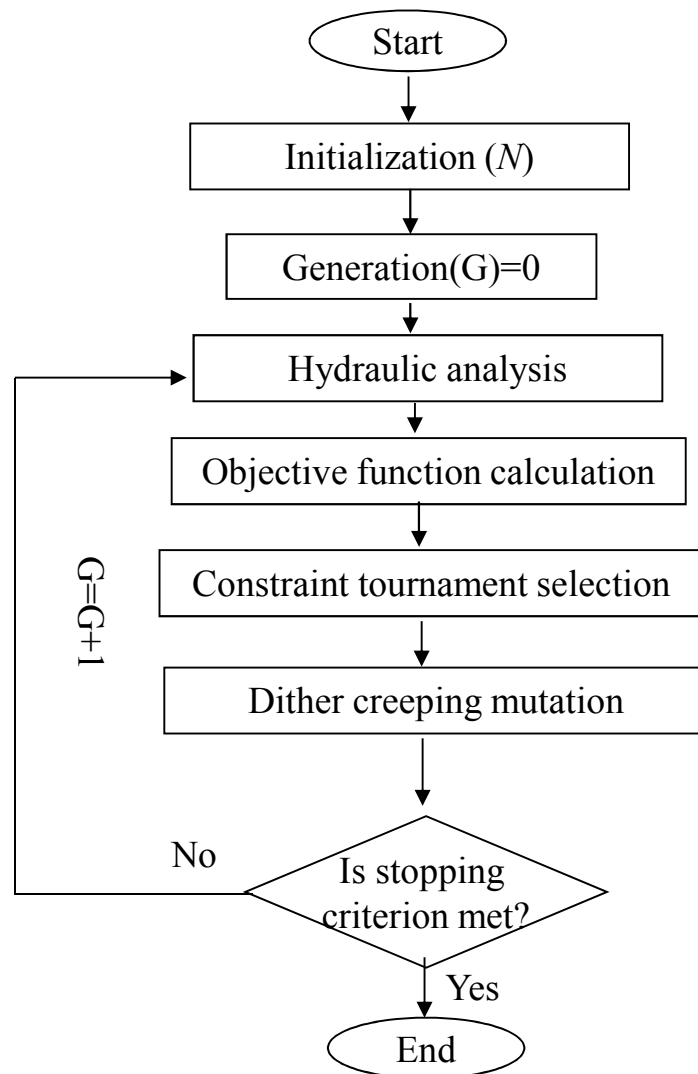 Start
Initialization (N)
Generation(G)=0
Hydraulic analysis
Objective function calculation
Constraint tournament selection
G=G+1
Dither creeping mutation
No
Is stopping
criterion met?
Yes
End